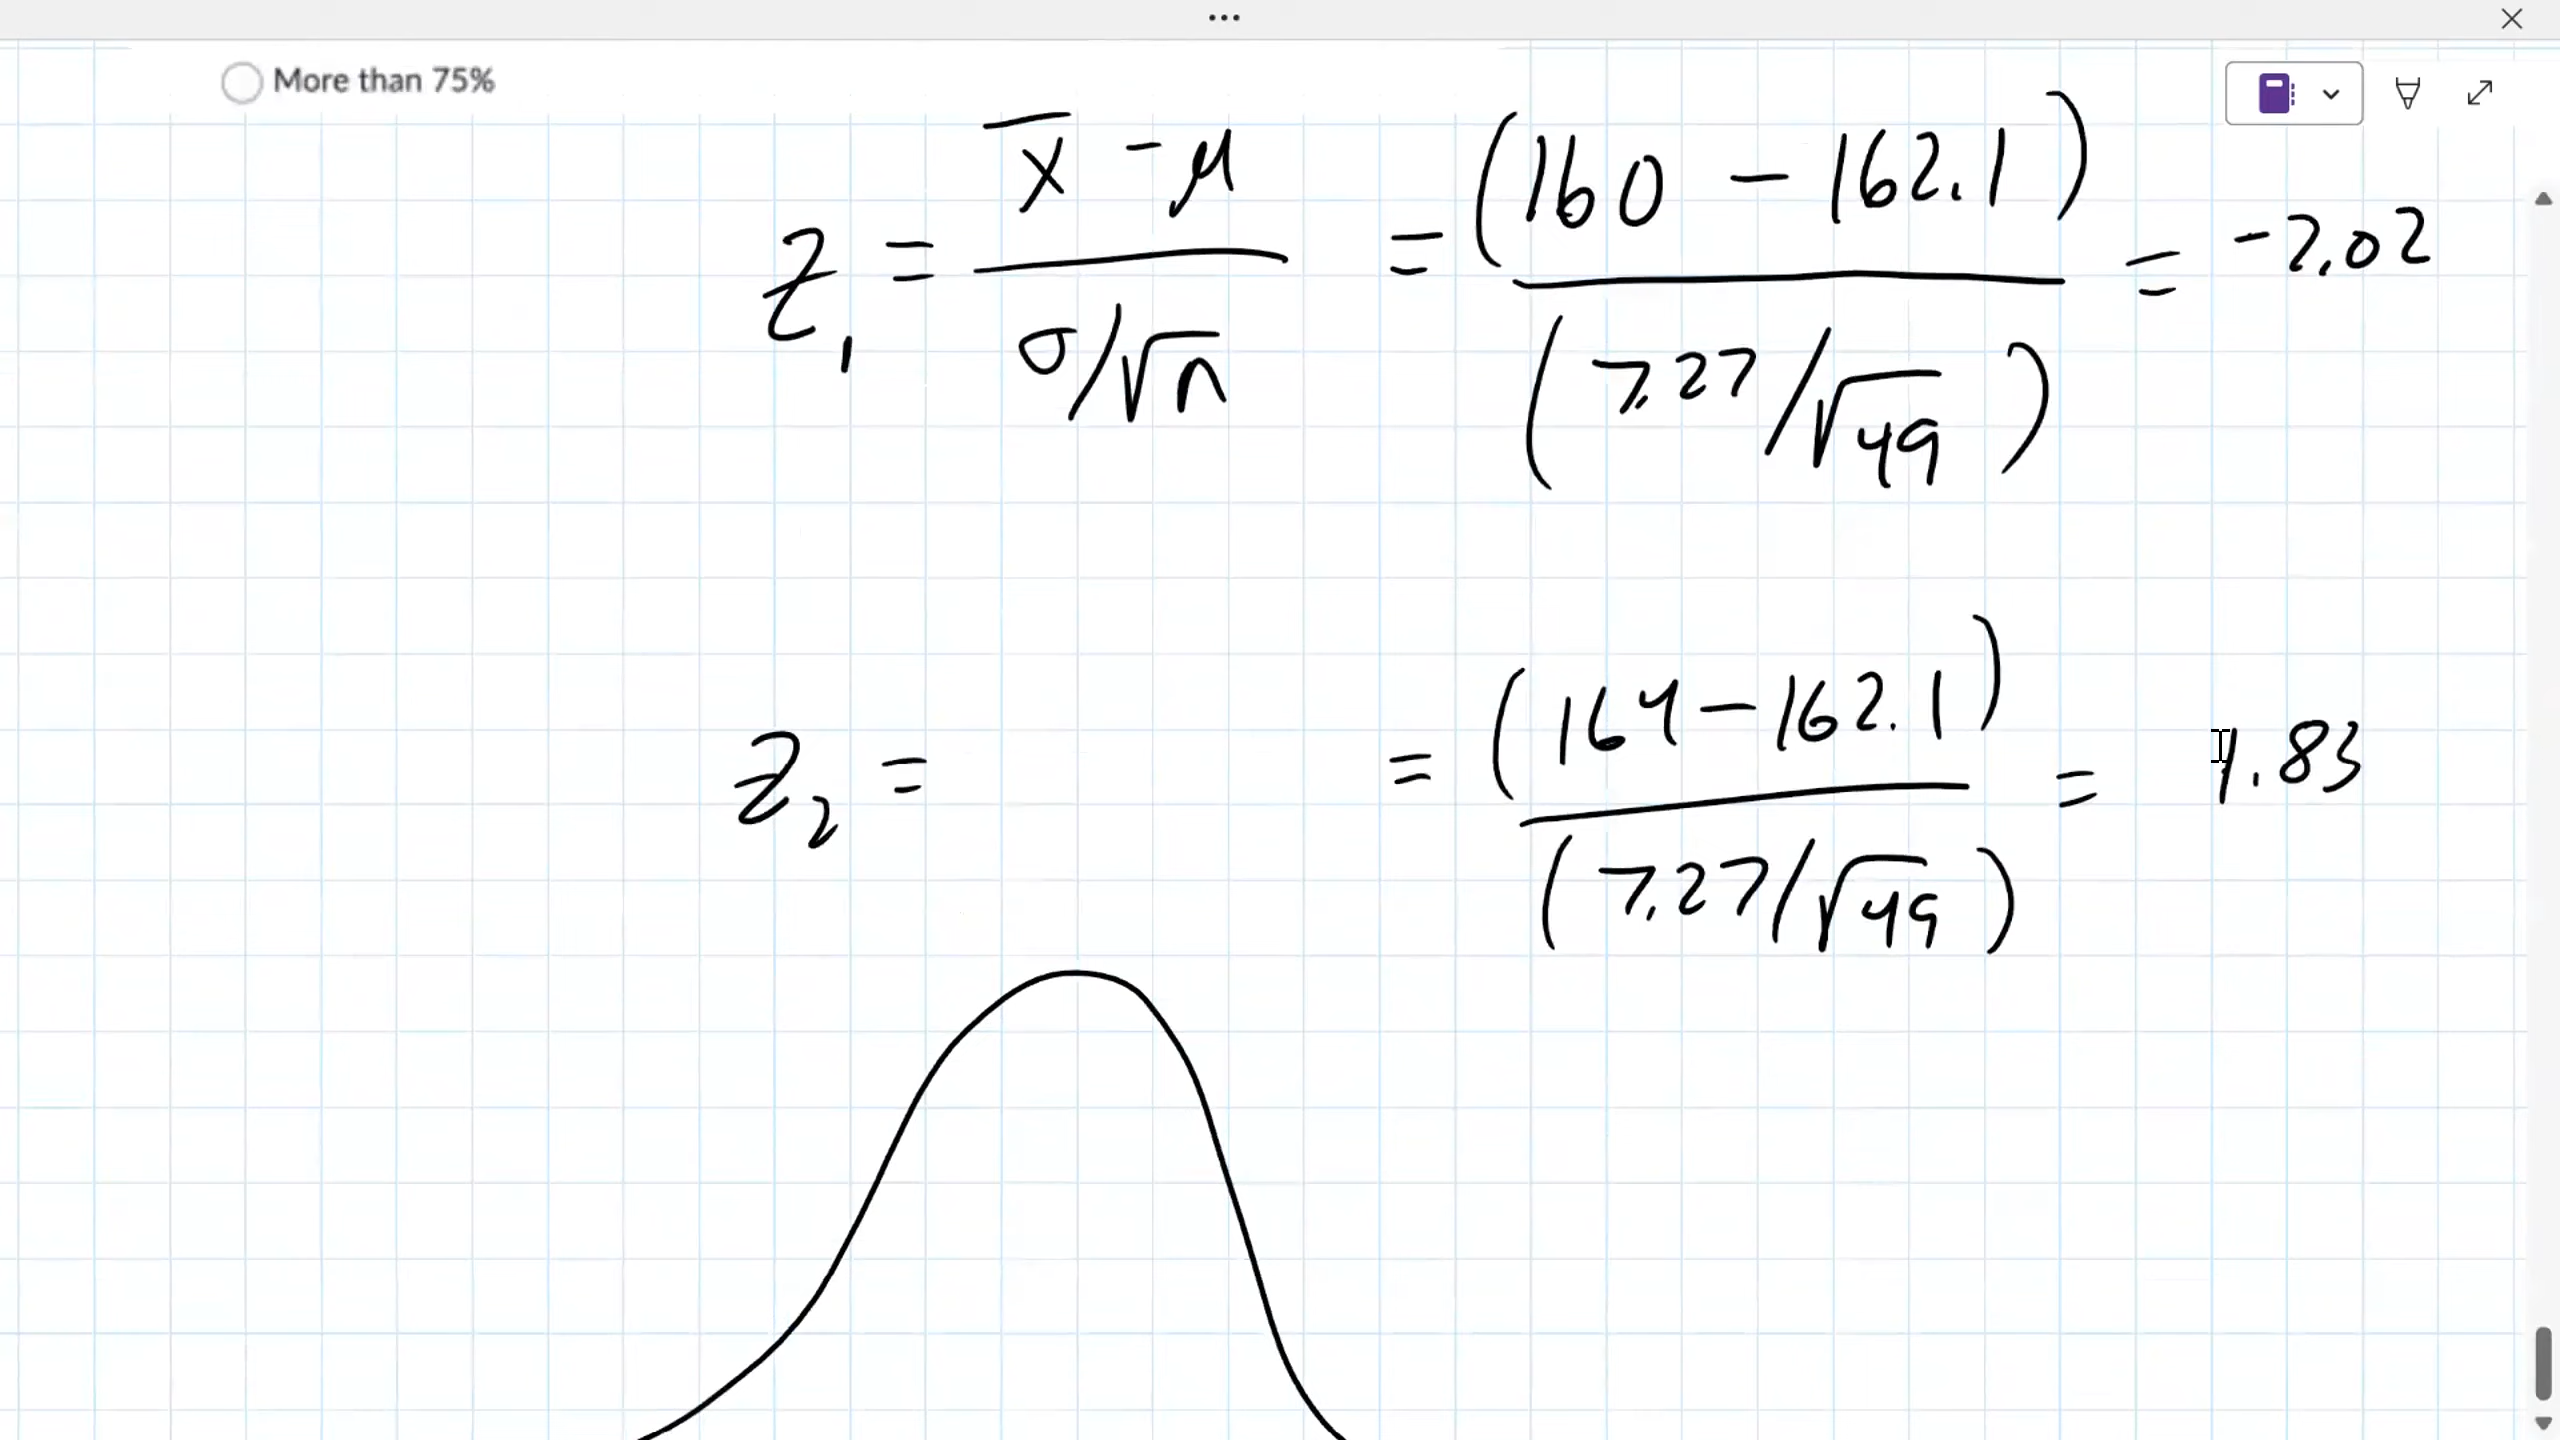 More than 75%
z₁ = (x̄ - μ)/(σ/√n) = (160 - 162.1)/(7.27/√49) = -2.02
z₂ = = (164 - 162.1)/(7.27/√49) = 1.83